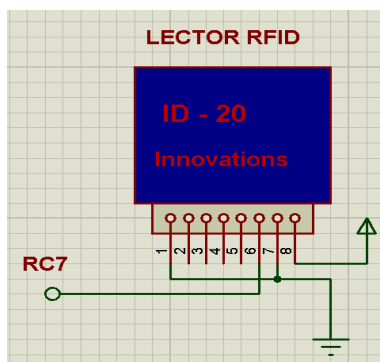 LECTOR RFID
ID - 20
Innovations
1 2 3 4 5 6 7 8
RC7